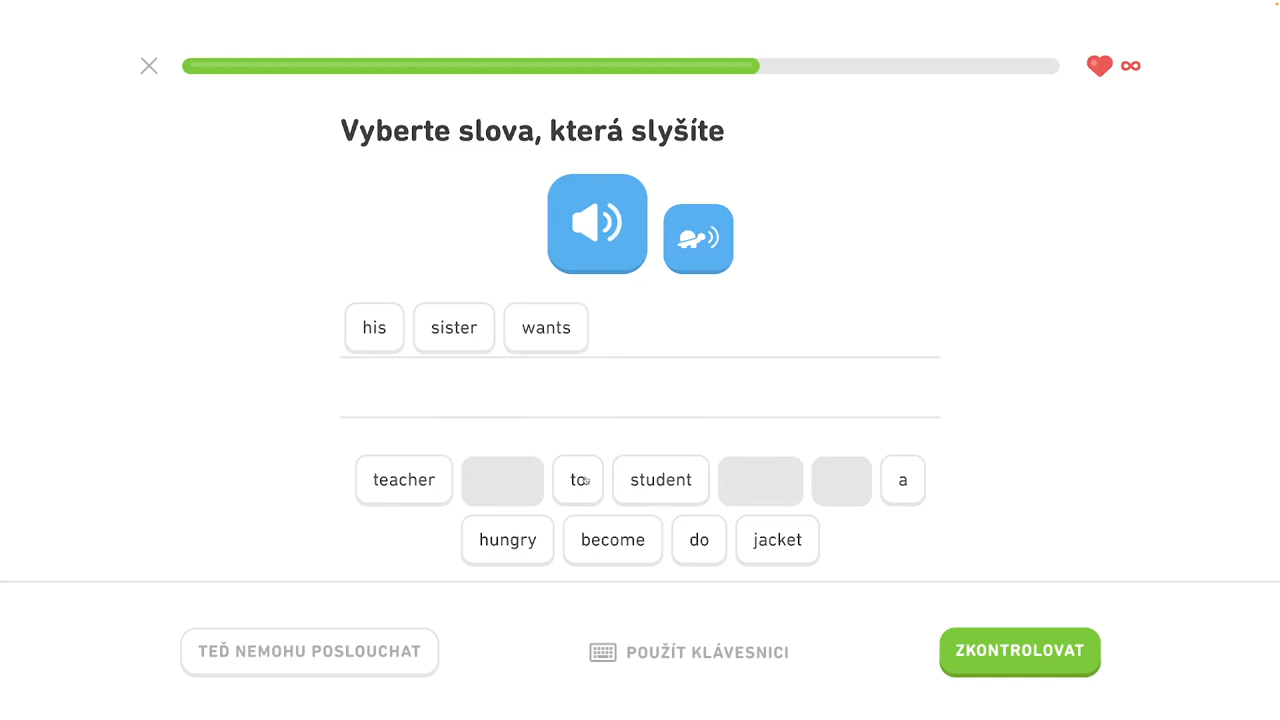 ∞
Vyberte slova, která slyšíte
his sister wants
teacher to student a
hungry become do jacket
TEĎ NEMOHU POSLOUCHAT POUŽÍT KLÁVESNICI ZKONTROLOVAT